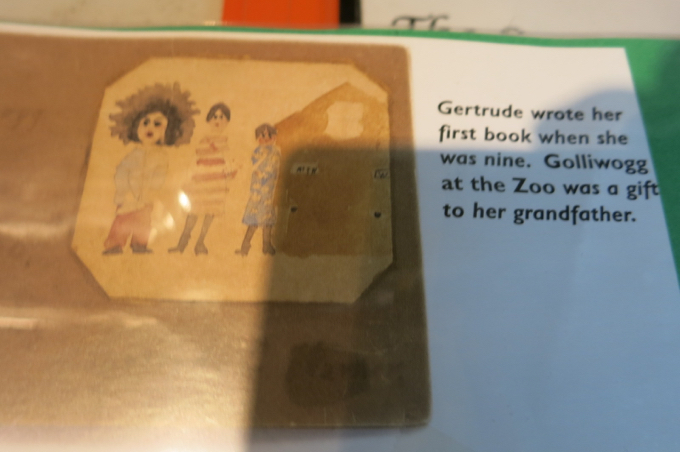 Gertrude wrote her
first book when she
was nine. Golliwogg
at the Zoo was a gift
to her grandfather.